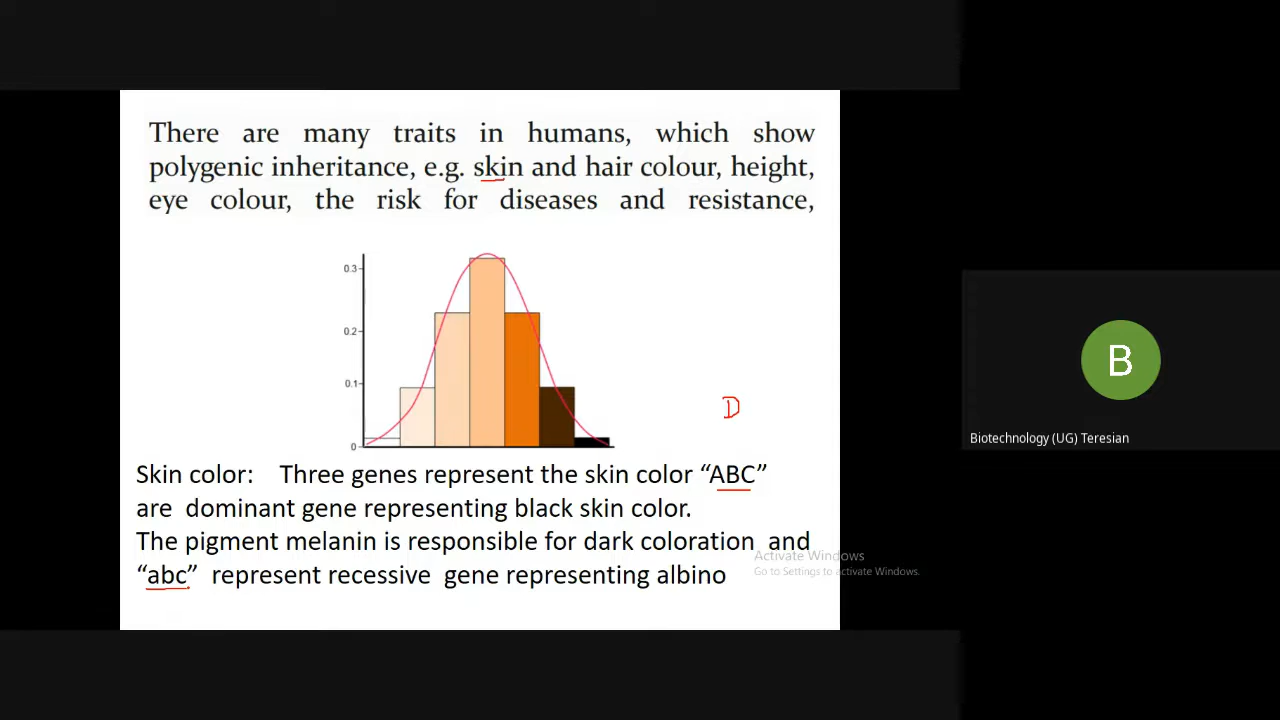 There are many traits in humans, which show
polygenic inheritance, e.g. skin and hair colour, height,
eye colour, the risk for diseases and resistance,
0.3
0.2
0.1
0
D
Skin color: Three genes represent the skin color “ABC”
are dominant gene representing black skin color.
The pigment melanin is responsible for dark coloration and
“abc” represent recessive gene representing albino
Activate Windows
Go to Settings to activate Windows.
B
Biotechnology (UG) Teresian